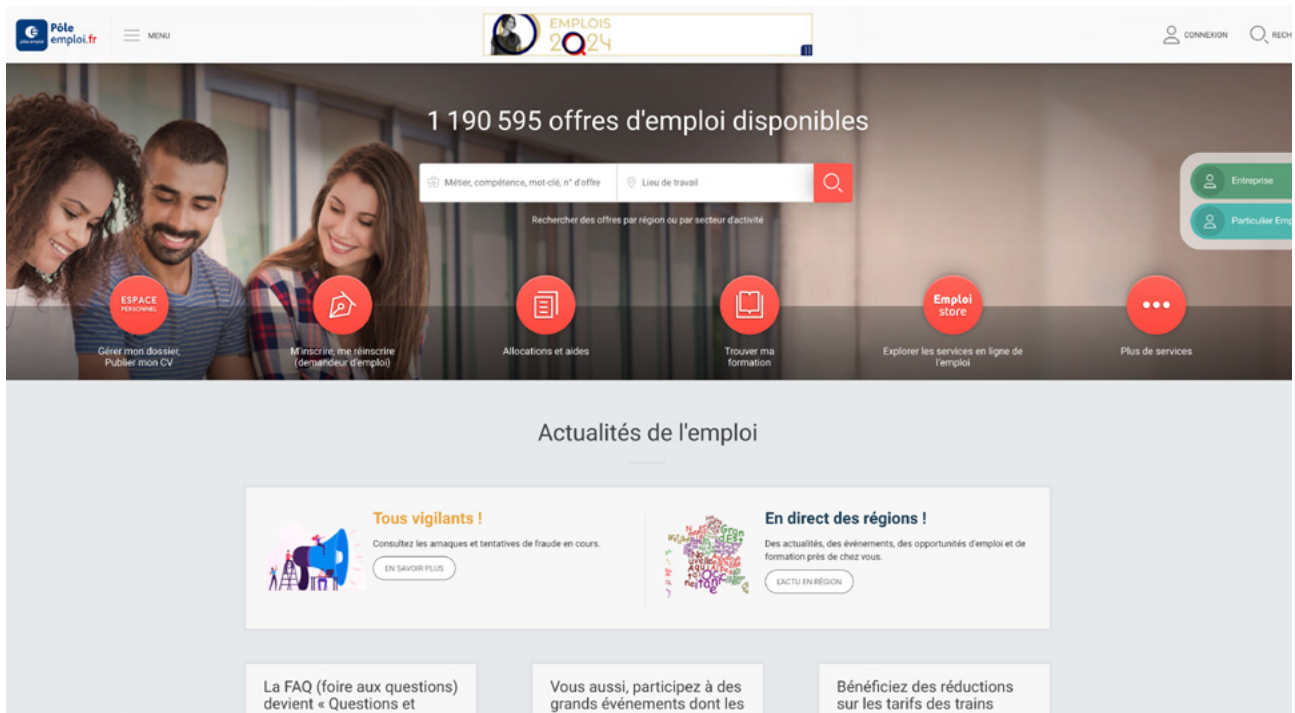 Pôle
emploi.fr
pôle emploi
MENU
EMPLOIS
2024
CONNEXION
RECH
1 190 595 offres d'emploi disponibles
Métier, compétence, mot-clé, n° d'offre
Lieu de travail
Rechercher des offres par région ou par secteur d'activité
Entreprise
Particulier Emp
ESPACE
PERSONNEL
Gérer mon dossier,
Publier mon CV
M'inscrire, me réinscrire
(demandeur d'emploi)
Allocations et aides
Trouver ma
formation
Emploi
store
Explorer les services en ligne de
l'emploi
Plus de services
Actualités de l'emploi
Tous vigilants !
Consultez les arnaques et tentatives de fraude en cours.
EN SAVOIR PLUS
En direct des régions !
Des actualités, des événements, des opportunités d'emploi et de
formation près de chez vous.
L'ACTU EN RÉGION
La FAQ (foire aux questions)
devient « Questions et
Vous aussi, participez à des
grands événements dont les
Bénéficiez des réductions
sur les tarifs des trains